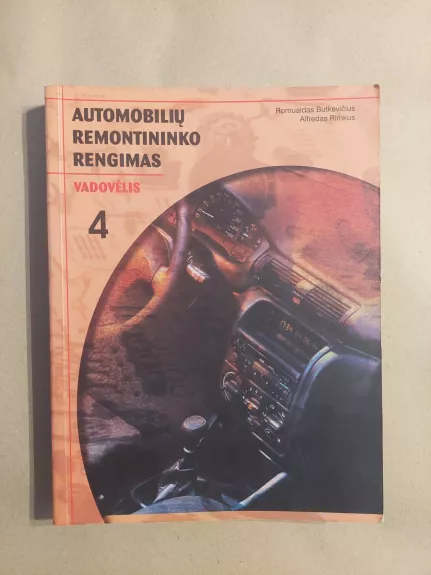 Romualdas Butkevičius
Alfredas Rimkus
AUTOMOBILIŲ
REMONTININKO
RENGIMAS
VADOVĖLIS
4